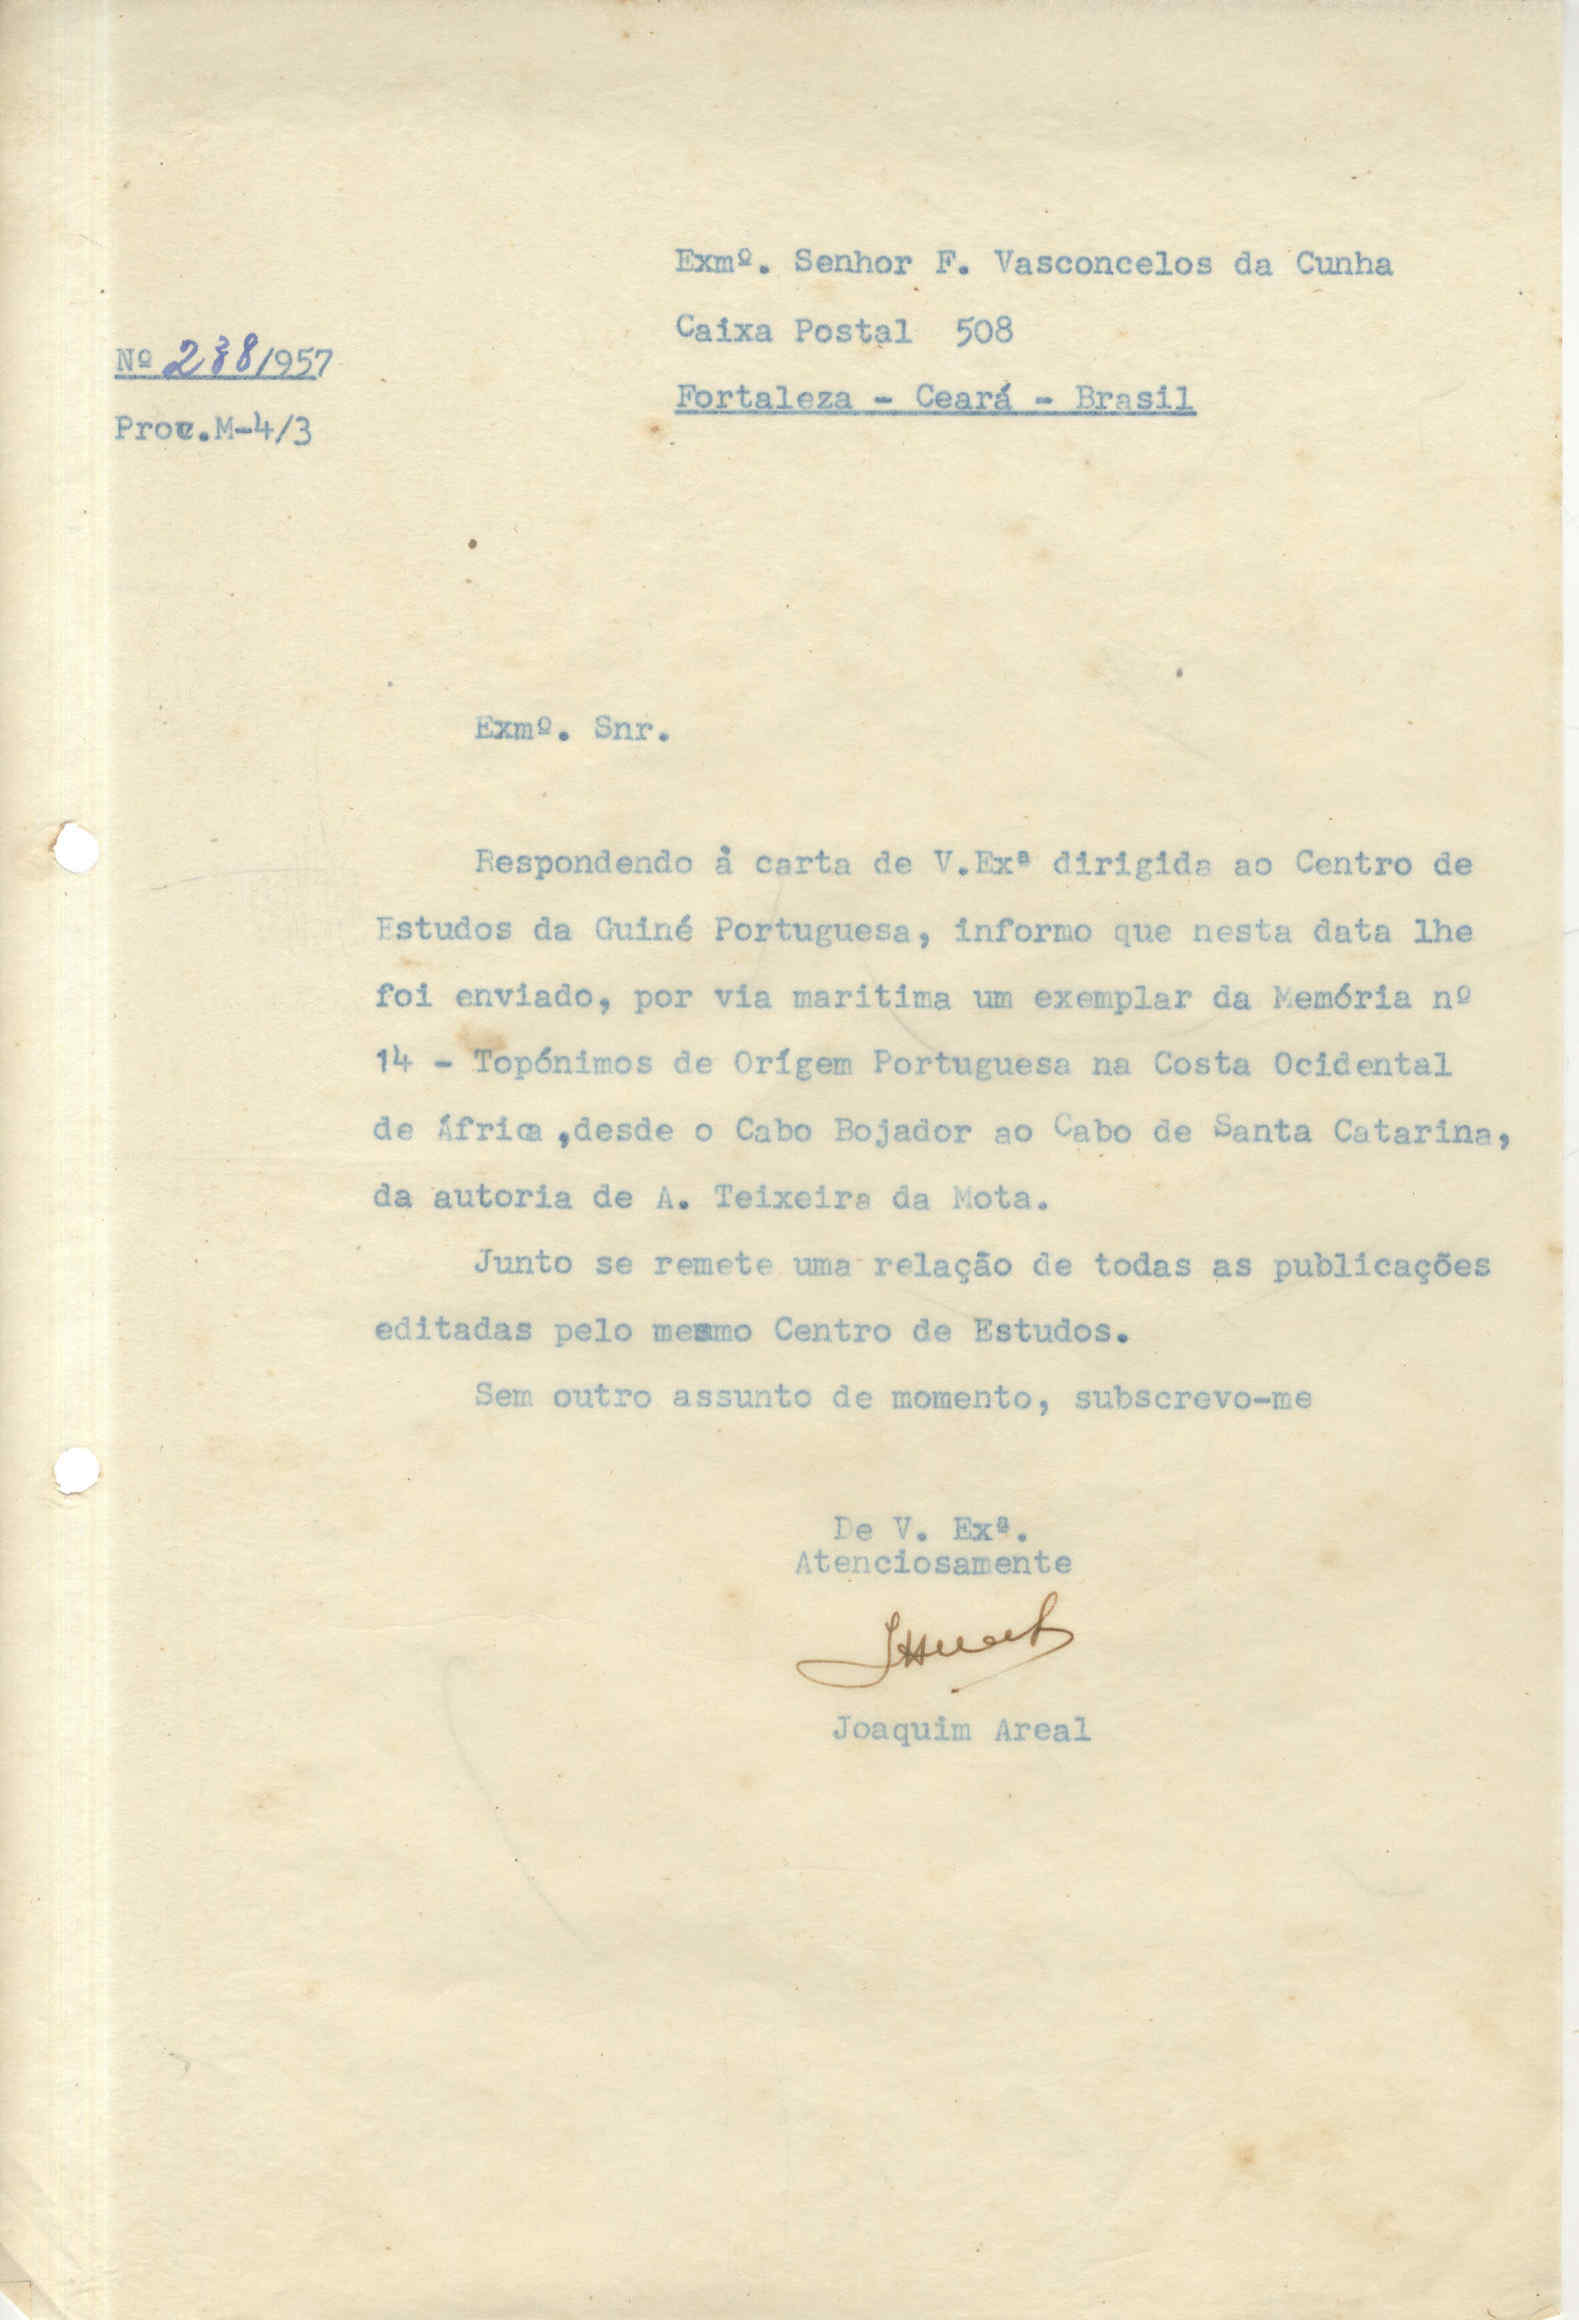 Exmº. Senhor F. Vasconcelos da Cunha
Caixa Postal 508
Nº 238/957
Fortaleza - Ceará - Brasil
Proc.M-4/3
Exmº. Snr.
Respondendo à carta de V.Exª dirigida ao Centro de
Estudos da Guiné Portuguesa, informo que nesta data lhe
foi enviado, por via maritima um exemplar da Memória nº
14 - Topónimos de Orígem Portuguesa na Costa Ocidental
de África ,desde o Cabo Bojador ao Cabo de Santa Catarina,
da autoria de A. Teixeira da Mota.
Junto se remete uma relação de todas as publicações
editadas pelo mesmo Centro de Estudos.
Sem outro assunto de momento, subscrevo-me
De V. Exª.
Atenciosamente
Joaquim Areal